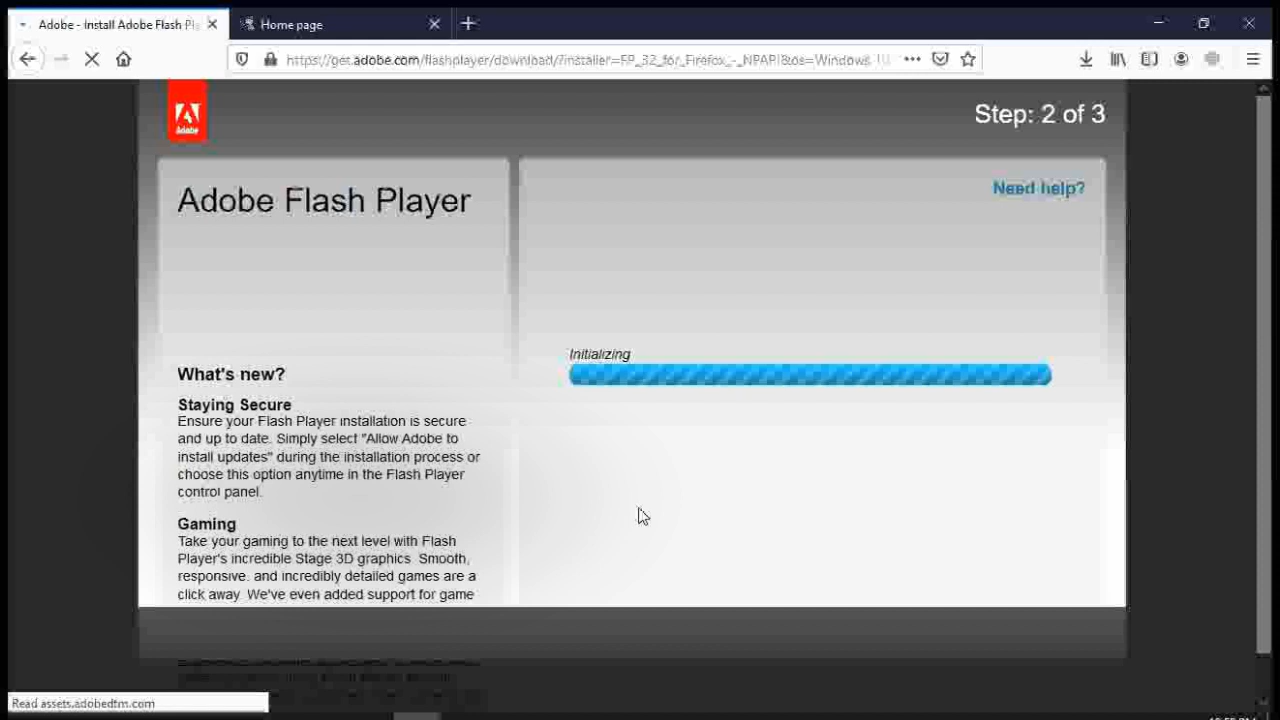 Adobe - Install Adobe Flash Pla
Home page
https://get.adobe.com/flashplayer/download/?installer=FP_32_for_Firefox_-_NPAPI&os=Windows
Adobe
Step: 2 of 3
Adobe Flash Player
Need help?
Initializing
What's new?
Staying Secure
Ensure your Flash Player installation is secure
and up to date. Simply select "Allow Adobe to
install updates" during the installation process or
choose this option anytime in the Flash Player
control panel.
Gaming
Take your gaming to the next level with Flash
Player's incredible Stage 3D graphics. Smooth,
responsive, and incredibly detailed games are a
click away. We've even added support for game
Read assets.adobedtm.com